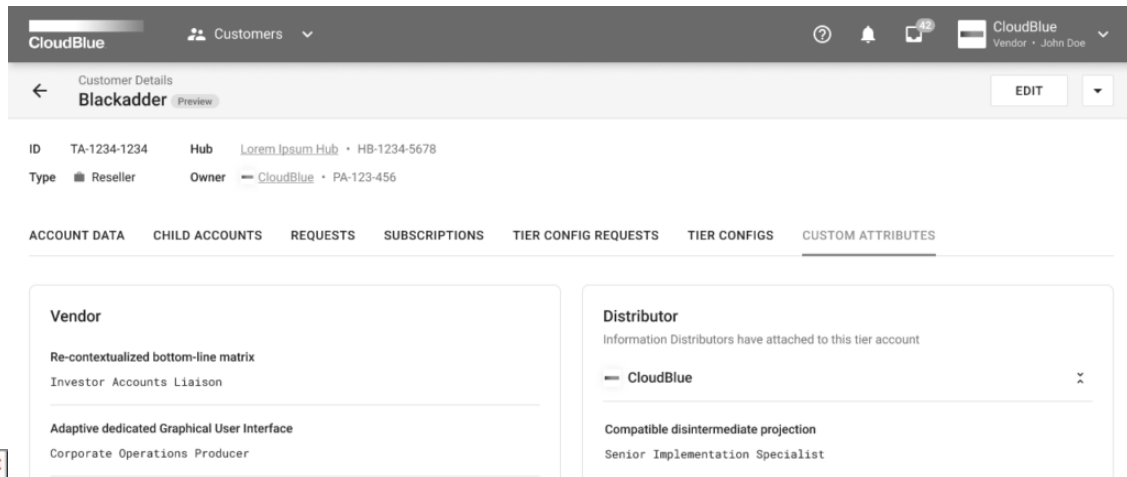 CloudBlue
Customers
42
CloudBlue
Vendor • John Doe
Customer Details
Blackadder Preview
EDIT
ID TA-1234-1234 Hub Lorem Ipsum Hub • HB-1234-5678
Type Reseller Owner CloudBlue • PA-123-456
ACCOUNT DATA CHILD ACCOUNTS REQUESTS SUBSCRIPTIONS TIER CONFIG REQUESTS TIER CONFIGS CUSTOM ATTRIBUTES
Vendor
Re-contextualized bottom-line matrix
Investor Accounts Liaison
Adaptive dedicated Graphical User Interface
Corporate Operations Producer
Distributor
Information Distributors have attached to this tier account
CloudBlue
Compatible disintermediate projection
Senior Implementation Specialist